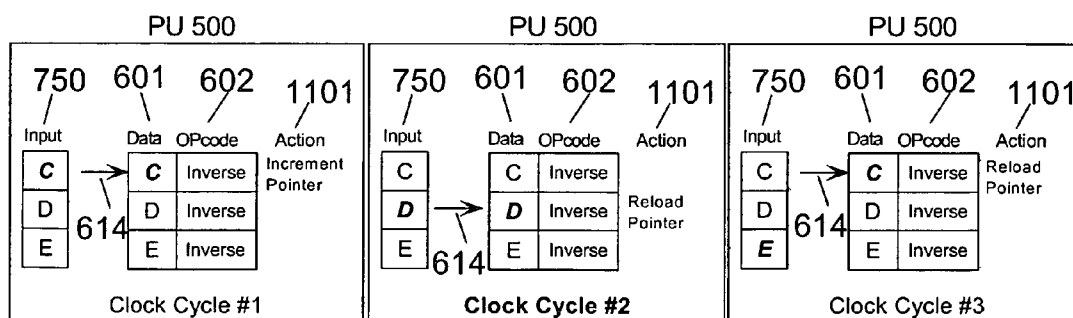 PU 500
750 601 602 1101
Input Data OPcode Action
C C Inverse Increment
Pointer
D D Inverse
614
E E Inverse
Clock Cycle #1
PU 500
750 601 602 1101
Input Data OPcode Action
C C Inverse
D D Inverse Reload
Pointer
E E Inverse
614
Clock Cycle #2
PU 500
750 601 602 1101
Input Data OPcode Action
C C Inverse Reload
Pointer
D D Inverse
614
E E Inverse
Clock Cycle #3